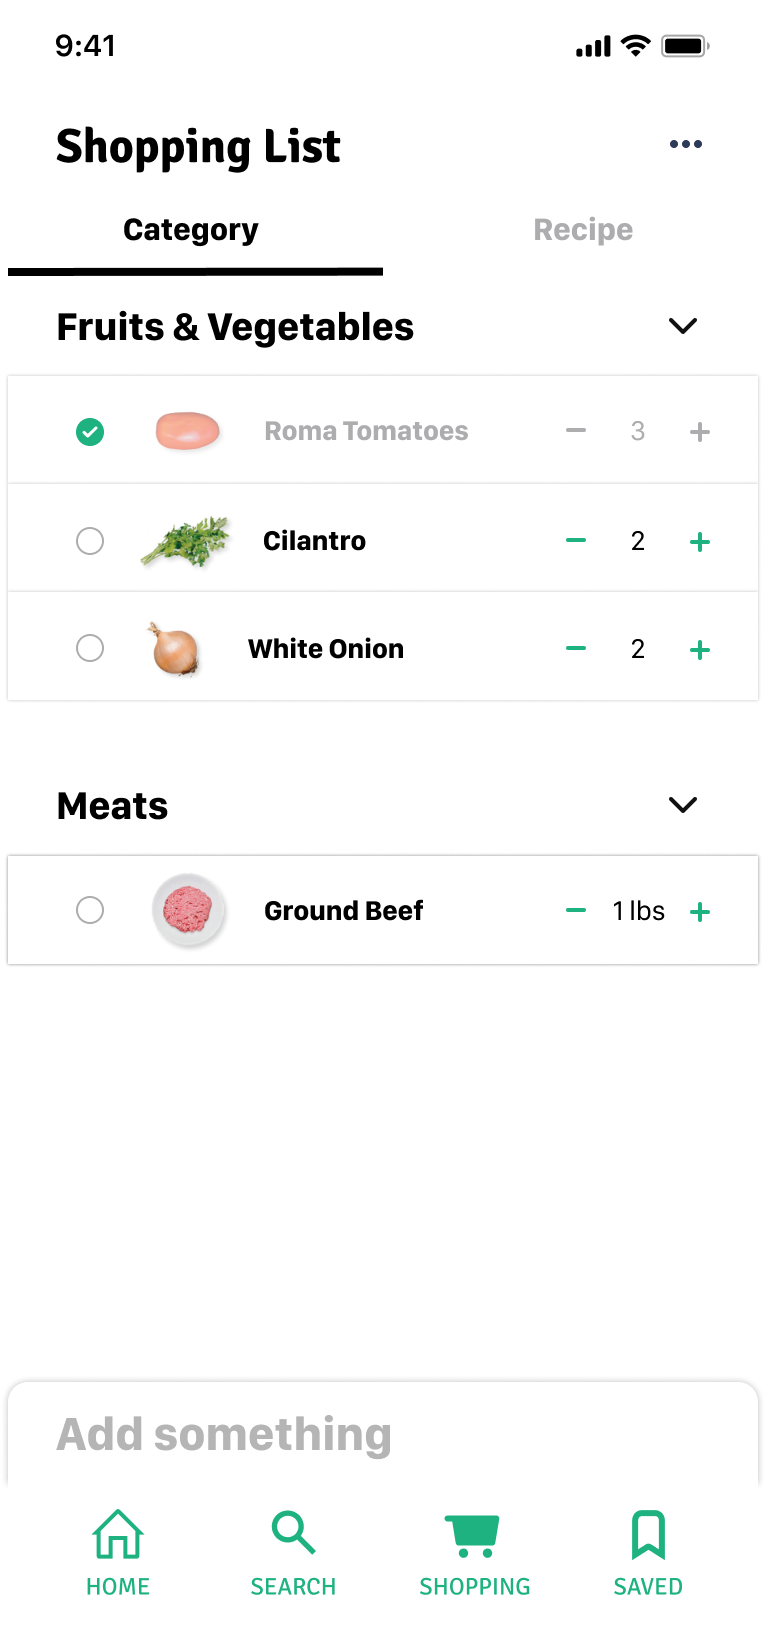 9:41
Shopping List
Category Recipe
Fruits & Vegetables
Roma Tomatoes 3
Cilantro 2
White Onion 2
Meats
Ground Beef 1 lbs
Add something
HOME SEARCH SHOPPING SAVED